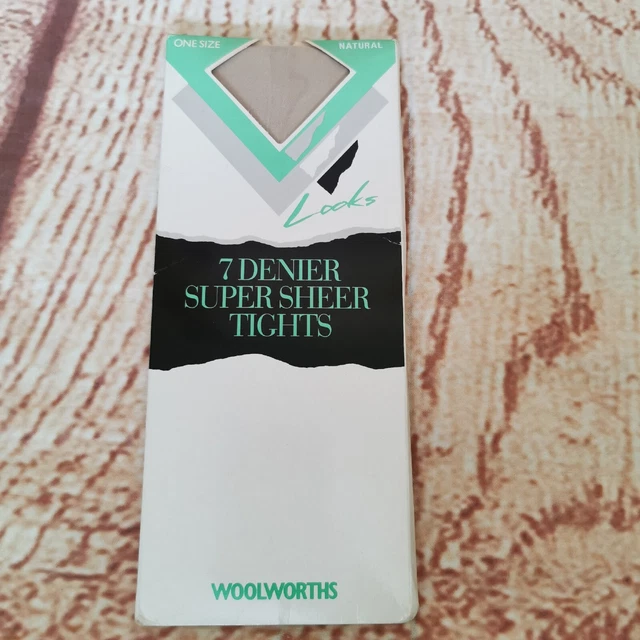 ONE SIZE
NATURAL
Looks
7 DENIER
SUPER SHEER
TIGHTS
WOOLWORTHS